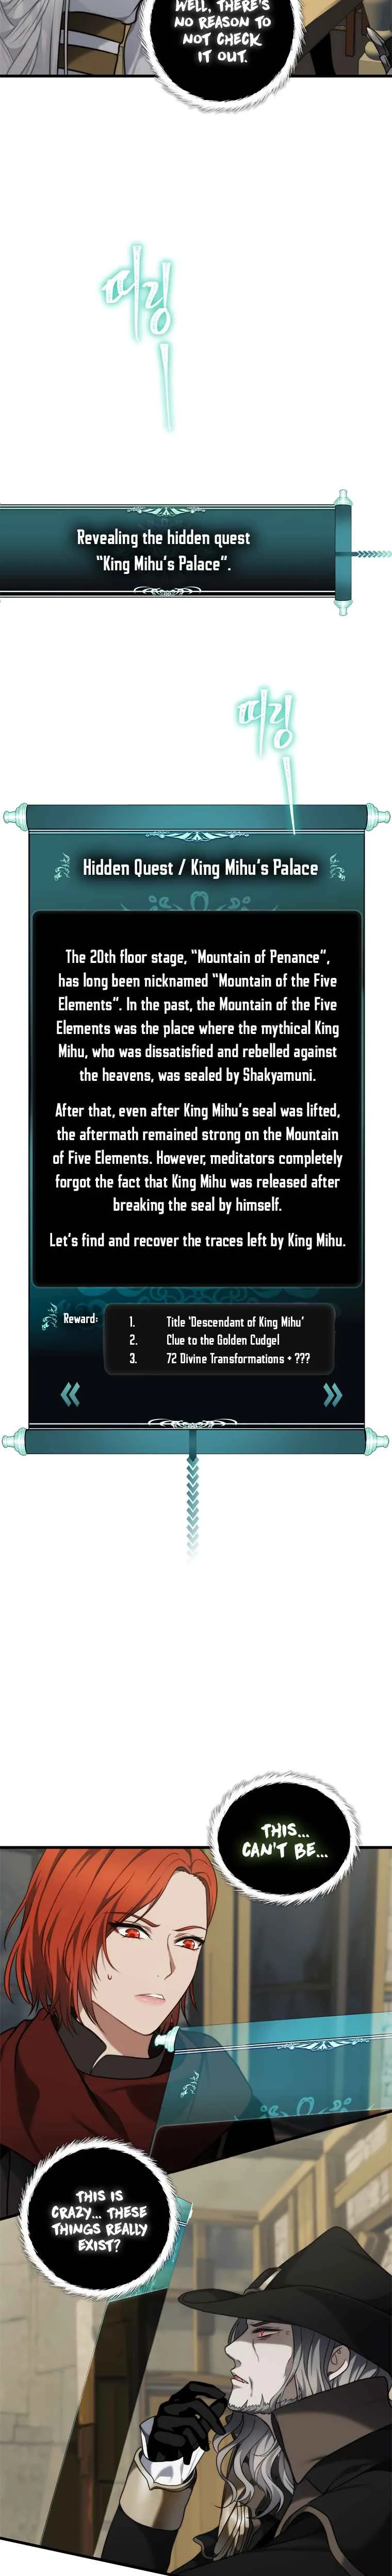 WELL, THERE'S
NO REASON TO
NOT CHECK
IT OUT.
띠링
Revealing the hidden quest
"King Mihu's Palace".
띠링
Hidden Quest / King Mihu's Palace
The 20th floor stage, "Mountain of Penance",
has long been nicknamed "Mountain of the Five
Elements". In the past, the Mountain of the Five
Elements was the place where the mythical King
Mihu, who was dissatisfied and rebelled against
the heavens, was sealed by Shakyamuni.
After that, even after King Mihu's seal was lifted,
the aftermath remained strong on the Mountain
of Five Elements. However, meditators completely
forgot the fact that King Mihu was released after
breaking the seal by himself.
Let's find and recover the traces left by King Mihu.
Reward:
1. Title 'Descendant of King Mihu'
2. Clue to the Golden Cudgel
3. 72 Divine Transformations + ???
THIS...
CAN'T BE...
THIS IS
CRAZY... THESE
THINGS REALLY
EXIST?